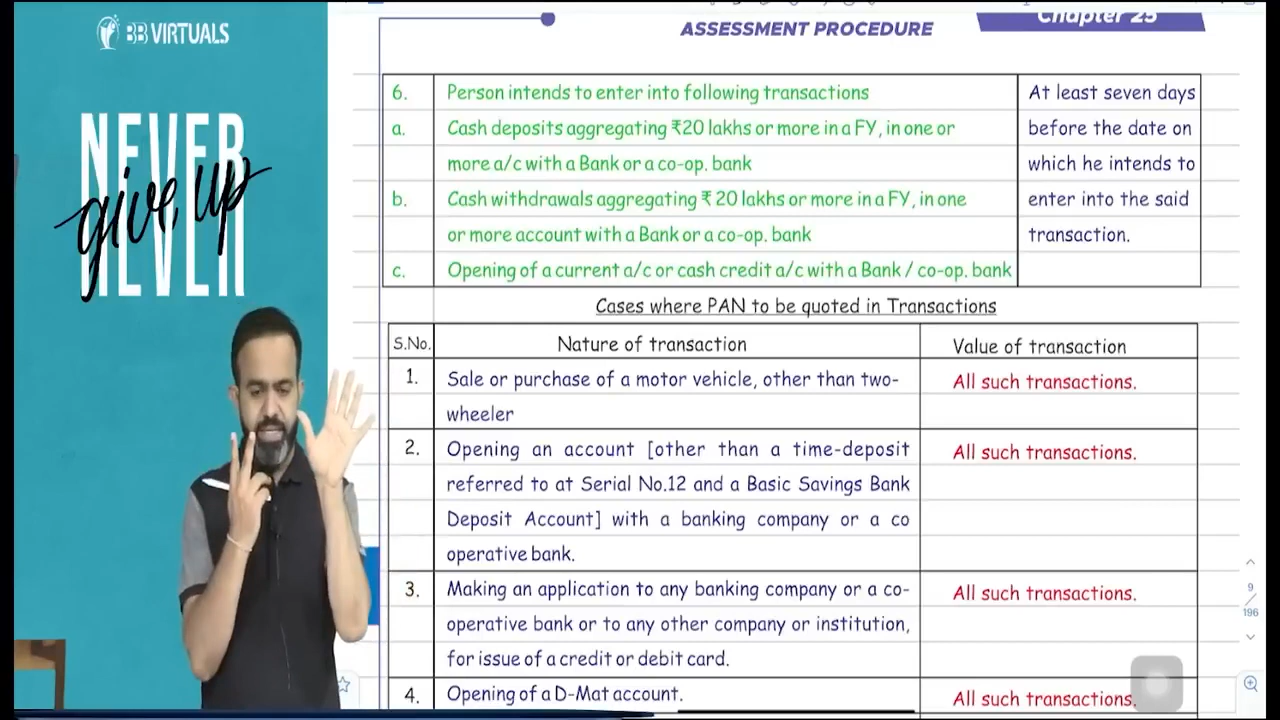 BB VIRTUALS
NEVER
give up
NEVER
ASSESSMENT PROCEDURE
Chapter 25
6. Person intends to enter into following transactions
At least seven days
a. Cash deposits aggregating ₹20 lakhs or more in a FY, in one or
before the date on
more a/c with a Bank or a co-op. bank
which he intends to
b. Cash withdrawals aggregating ₹ 20 lakhs or more in a FY, in one
enter into the said
or more account with a Bank or a co-op. bank
transaction.
c. Opening of a current a/c or cash credit a/c with a Bank / co-op. bank
Cases where PAN to be quoted in Transactions
S.No. Nature of transaction Value of transaction
1. Sale or purchase of a motor vehicle, other than two-
All such transactions.
wheeler
2. Opening an account [other than a time-deposit
All such transactions.
referred to at Serial No.12 and a Basic Savings Bank
Deposit Account] with a banking company or a co
operative bank.
3. Making an application to any banking company or a co-
All such transactions.
operative bank or to any other company or institution,
for issue of a credit or debit card.
4. Opening of a D-Mat account.
All such transactions.
9
196